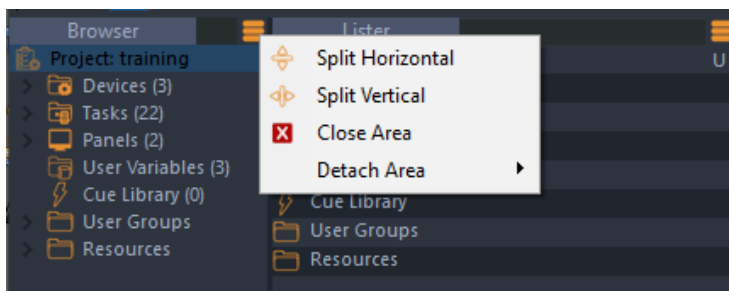 Browser
Lister
Project: training
Devices (3)
Tasks (22)
Panels (2)
User Variables (3)
Cue Library (0)
User Groups
Resources
Split Horizontal
Split Vertical
Close Area
Detach Area
U
Cue Library
User Groups
Resources